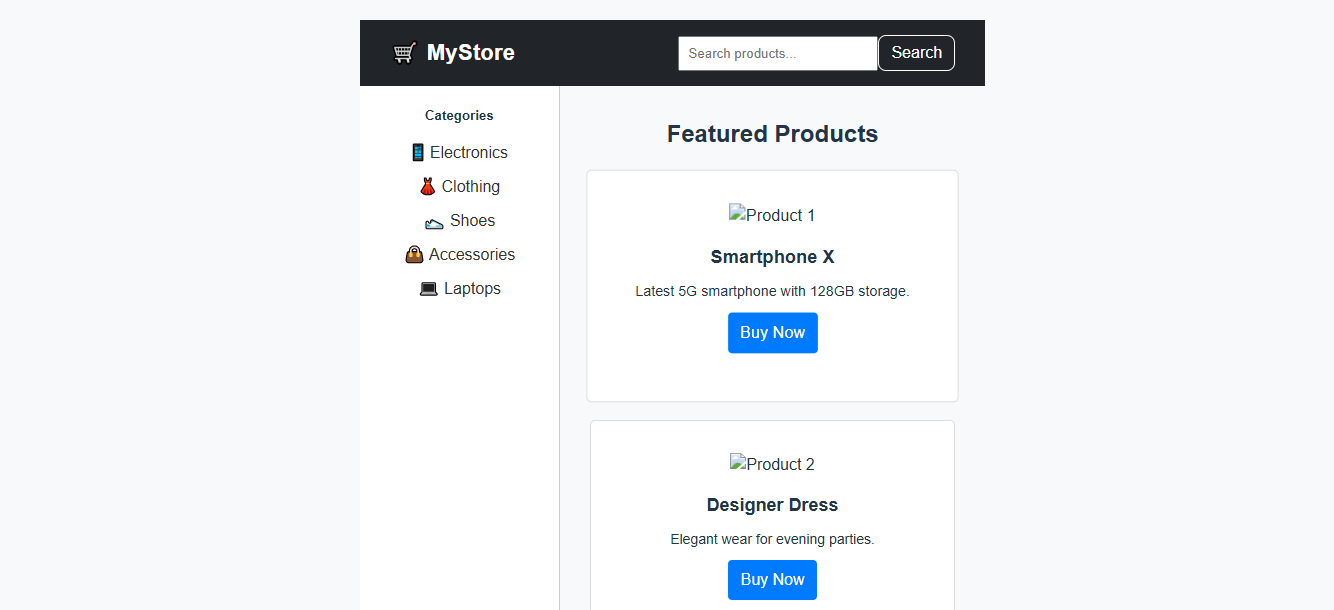 MyStore
Search products...
Search
Categories
Electronics
Clothing
Shoes
Accessories
Laptops
Featured Products
Product 1
Smartphone X
Latest 5G smartphone with 128GB storage.
Buy Now
Product 2
Designer Dress
Elegant wear for evening parties.
Buy Now